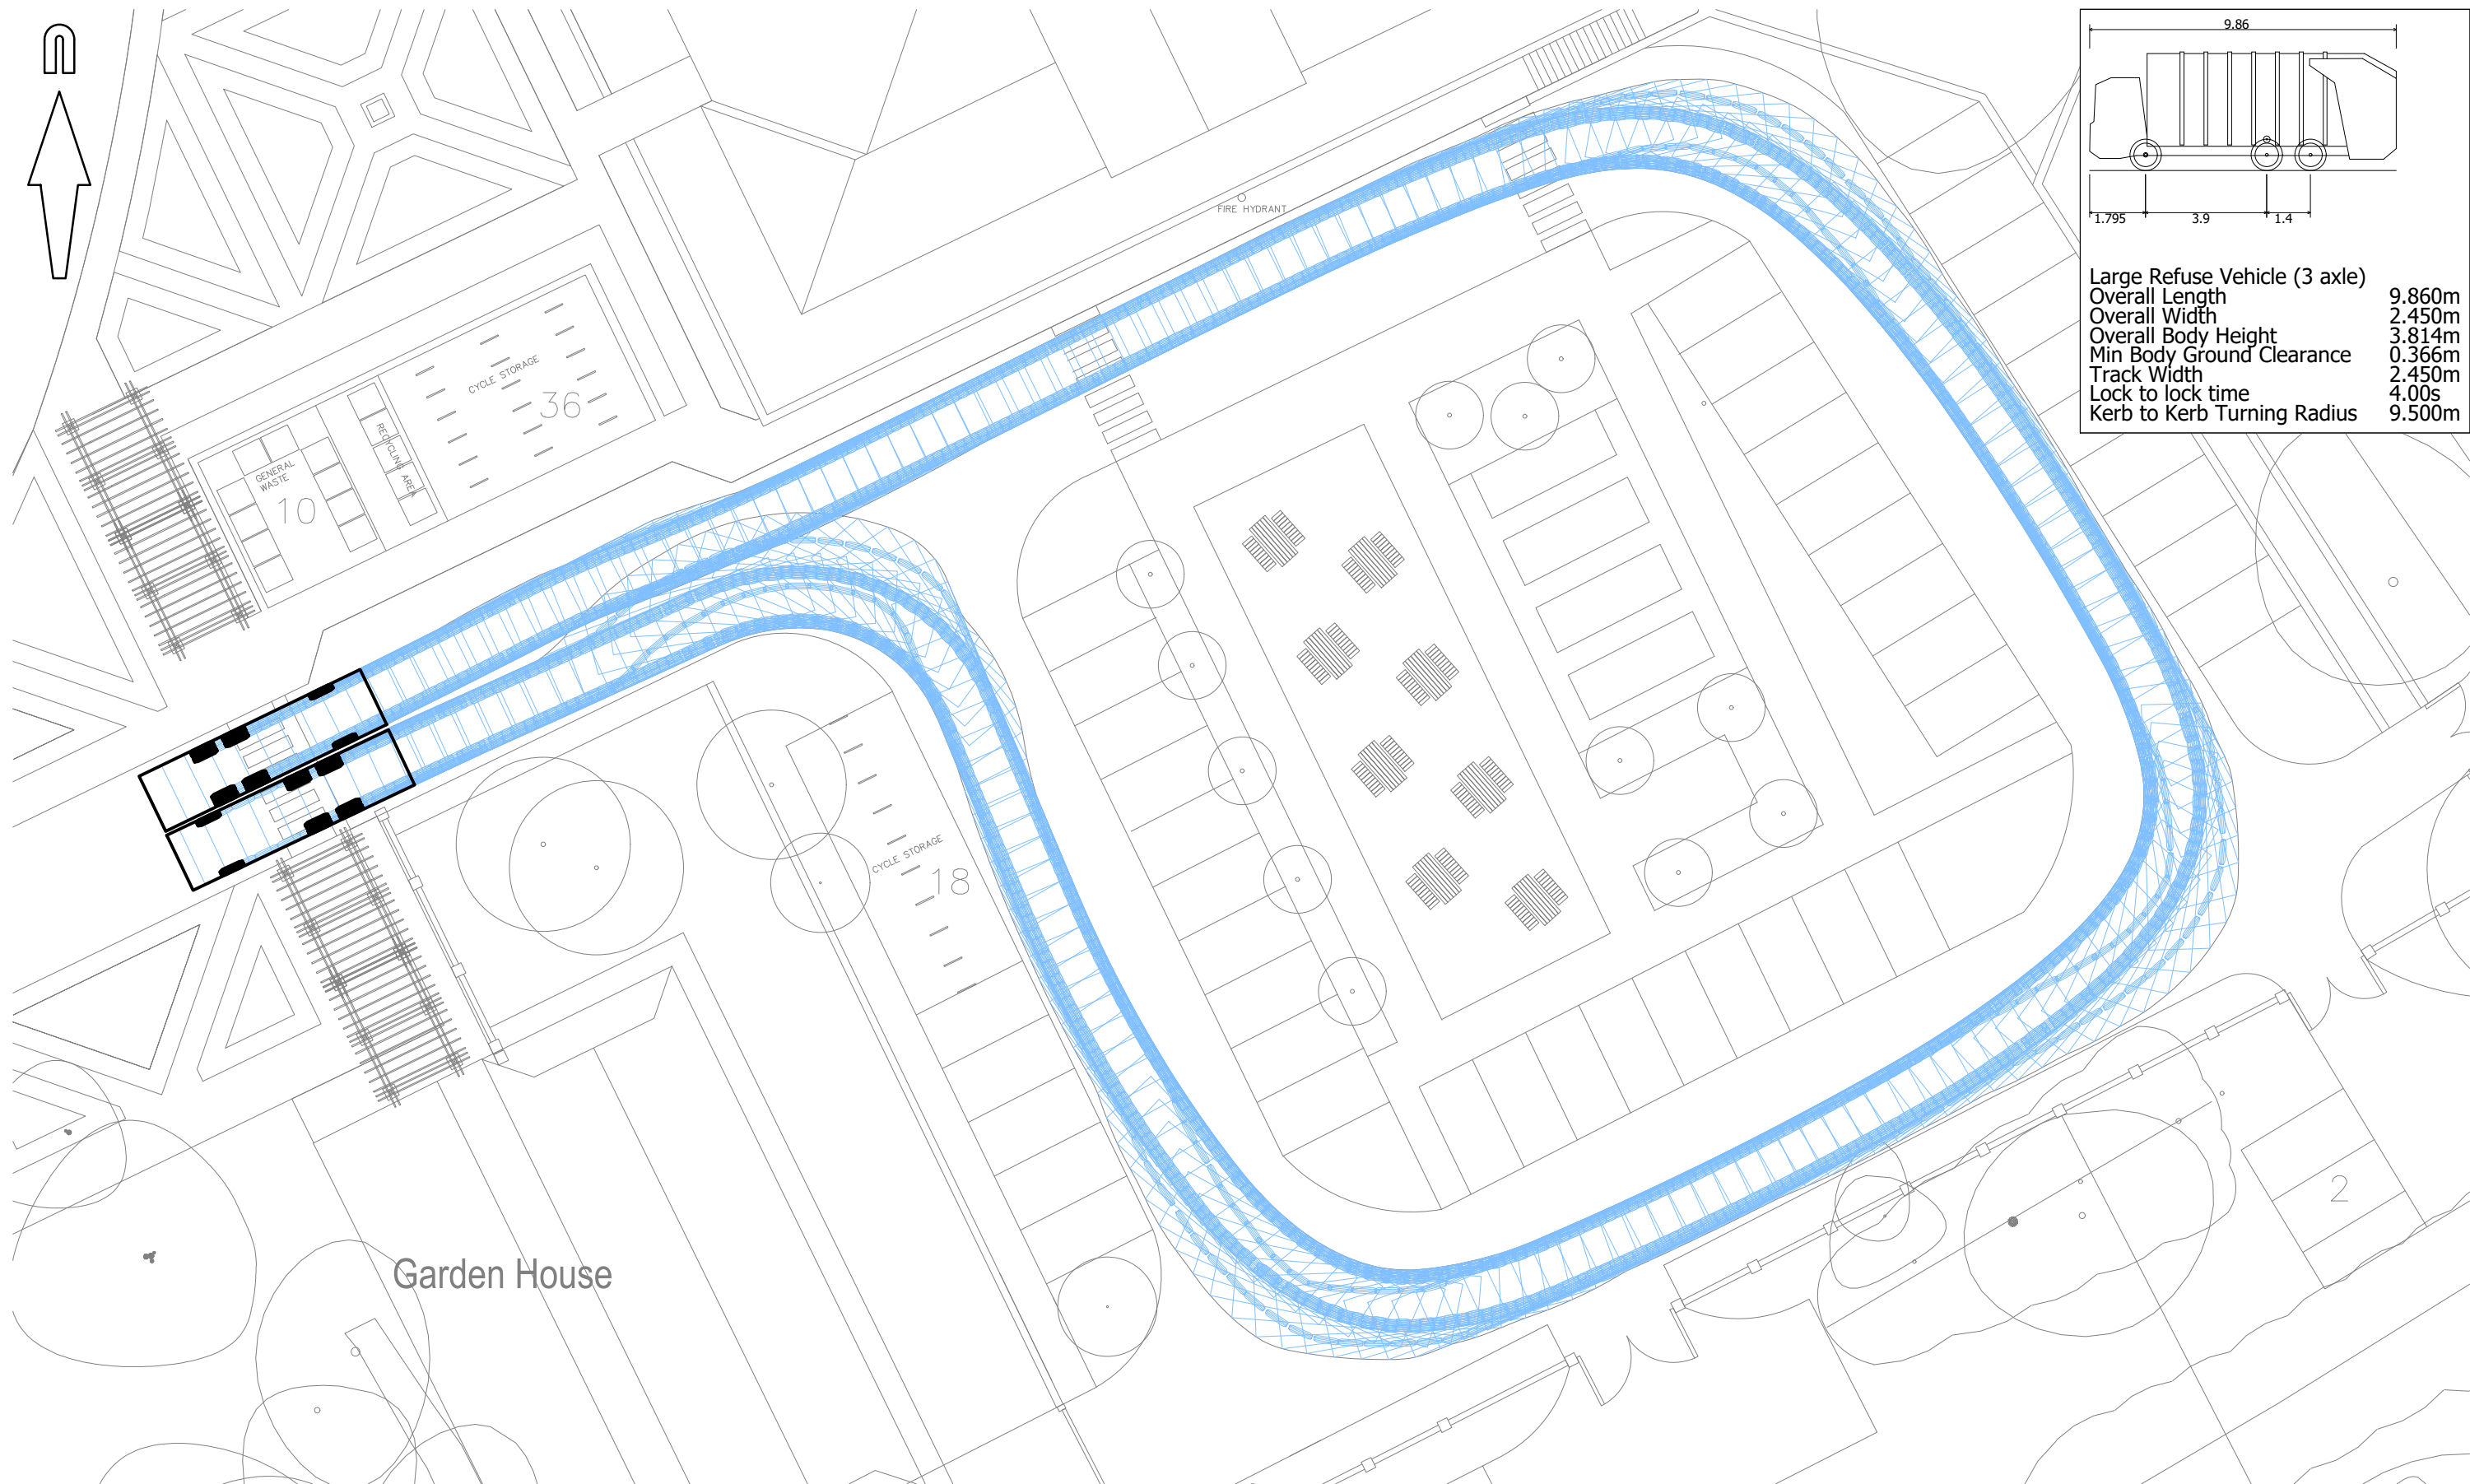 9.86
1.795
3.9
1.4
Large Refuse Vehicle (3 axle)
Overall Length 9.860m
Overall Width 2.450m
Overall Body Height 3.814m
Min Body Ground Clearance 0.366m
Track Width 2.450m
Lock to lock time 4.00s
Kerb to Kerb Turning Radius 9.500m
FIRE HYDRANT
CYCLE STORAGE
36
RECYCLING AREA
GENERAL
WASTE
10
CYCLE STORAGE
18
2
Garden House